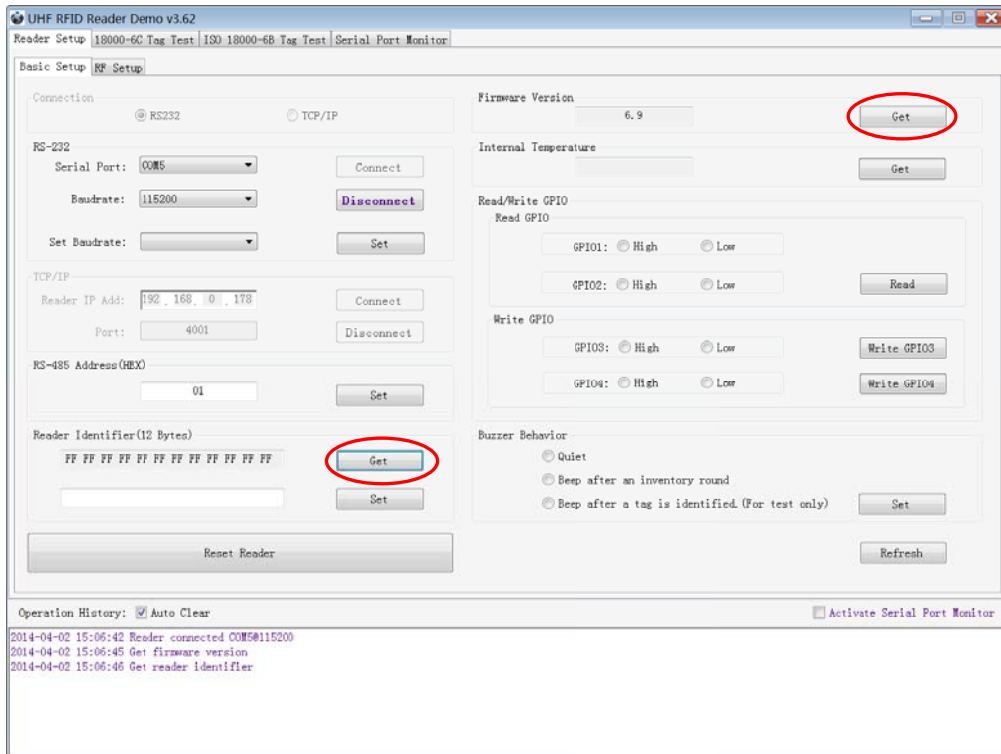 UHF RFID Reader Demo v3.62
Reader Setup 18000-6C Tag Test ISO 18000-6B Tag Test Serial Port Monitor
Basic Setup RF Setup
Connection
RS232 TCP/IP
RS-232
Serial Port: COM5 Connect
Baudrate: 115200 Disconnect
Set Baudrate: Set
TCP/IP
Reader IP Add: 192 . 168 . 0 . 178 Connect
Port: 4001 Disconnect
RS-485 Address(HEX)
01 Set
Reader Identifier(12 Bytes)
FF FF FF FF FF FF FF FF FF FF FF FF Get
Set
Reset Reader
Firmware Version
6.9 Get
Internal Temperature
Get
Read/Write GPIO
Read GPIO
GPIO1: High Low
GPIO2: High Low Read
Write GPIO
GPIO3: High Low Write GPIO3
GPIO4: High Low Write GPIO4
Buzzer Behavior
Quiet
Beep after an inventory round
Beep after a tag is identified.(For test only) Set
Refresh
Operation History: Auto Clear Activate Serial Port Monitor
2014-04-02 15:06:42 Reader connected COM5@115200
2014-04-02 15:06:45 Get firmware version
2014-04-02 15:06:46 Get reader identifier